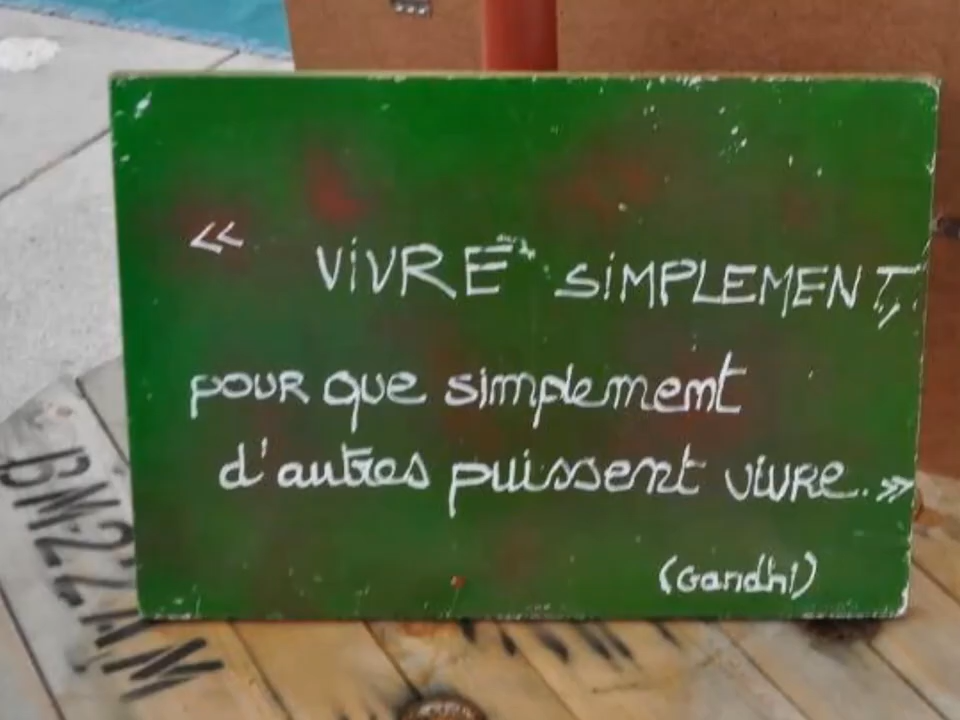 « VIVRE SIMPLEMENT,
pour que simplement
d'autres puissent vivre. »
(Gandhi)